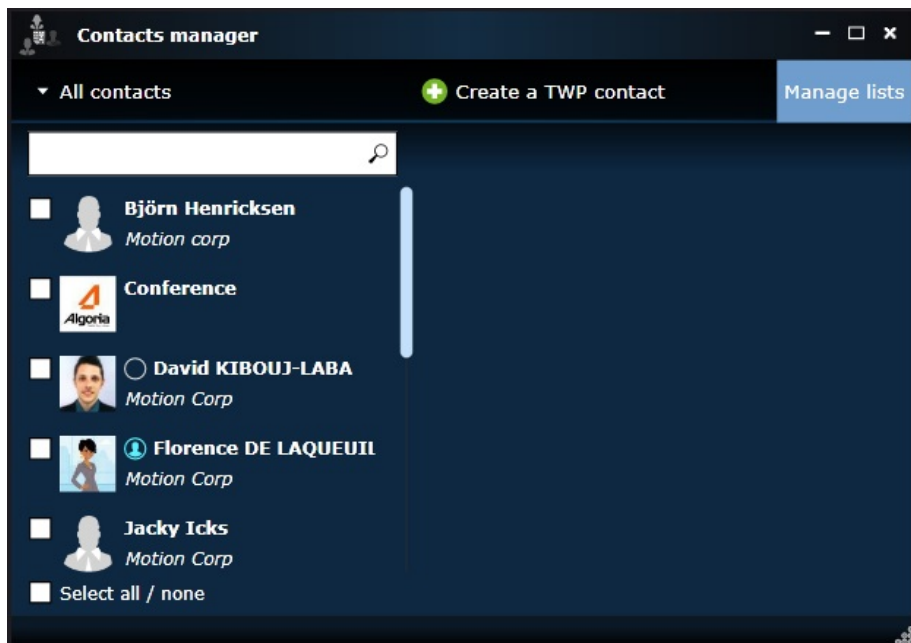 Contacts manager
All contacts
Create a TWP contact
Manage lists
Björn Henricksen
Motion corp
Conference
Algoria
David KIBOUJ-LABA
Motion Corp
Florence DE LAQUEUIL
Motion Corp
Jacky Icks
Motion Corp
Select all / none